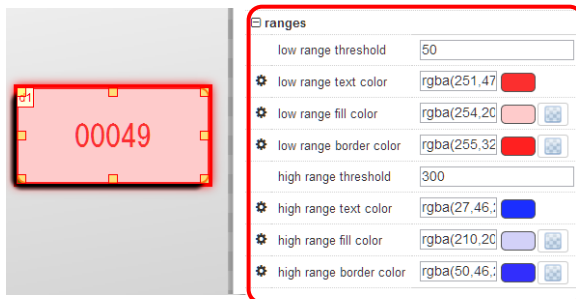 d1
00049
ranges
low range threshold 50
low range text color rgba(251,47
low range fill color rgba(254,20
low range border color rgba(255,32
high range threshold 300
high range text color rgba(27,46,
high range fill color rgba(210,20
high range border color rgba(50,46,